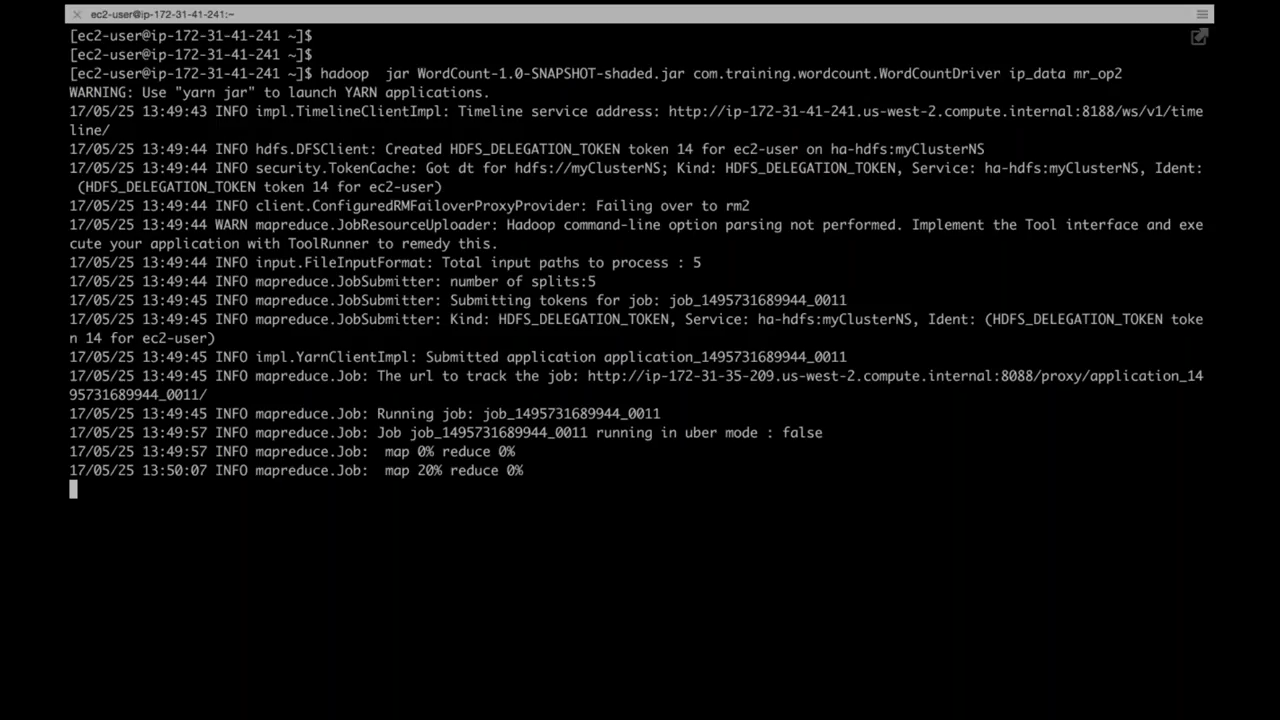 ec2-user@ip-172-31-41-241:~
[ec2-user@ip-172-31-41-241 ~]$
[ec2-user@ip-172-31-41-241 ~]$
[ec2-user@ip-172-31-41-241 ~]$ hadoop  jar WordCount-1.0-SNAPSHOT-shaded.jar com.training.wordcount.WordCountDriver ip_data mr_op2
WARNING: Use "yarn jar" to launch YARN applications.
17/05/25 13:49:43 INFO impl.TimelineClientImpl: Timeline service address: http://ip-172-31-41-241.us-west-2.compute.internal:8188/ws/v1/time
line/
17/05/25 13:49:44 INFO hdfs.DFSClient: Created HDFS_DELEGATION_TOKEN token 14 for ec2-user on ha-hdfs:myClusterNS
17/05/25 13:49:44 INFO security.TokenCache: Got dt for hdfs://myClusterNS; Kind: HDFS_DELEGATION_TOKEN, Service: ha-hdfs:myClusterNS, Ident:
 (HDFS_DELEGATION_TOKEN token 14 for ec2-user)
17/05/25 13:49:44 INFO client.ConfiguredRMFailoverProxyProvider: Failing over to rm2
17/05/25 13:49:44 WARN mapreduce.JobResourceUploader: Hadoop command-line option parsing not performed. Implement the Tool interface and exe
cute your application with ToolRunner to remedy this.
17/05/25 13:49:44 INFO input.FileInputFormat: Total input paths to process : 5
17/05/25 13:49:44 INFO mapreduce.JobSubmitter: number of splits:5
17/05/25 13:49:45 INFO mapreduce.JobSubmitter: Submitting tokens for job: job_1495731689944_0011
17/05/25 13:49:45 INFO mapreduce.JobSubmitter: Kind: HDFS_DELEGATION_TOKEN, Service: ha-hdfs:myClusterNS, Ident: (HDFS_DELEGATION_TOKEN toke
n 14 for ec2-user)
17/05/25 13:49:45 INFO impl.YarnClientImpl: Submitted application application_1495731689944_0011
17/05/25 13:49:45 INFO mapreduce.Job: The url to track the job: http://ip-172-31-35-209.us-west-2.compute.internal:8088/proxy/application_14
95731689944_0011/
17/05/25 13:49:45 INFO mapreduce.Job: Running job: job_1495731689944_0011
17/05/25 13:49:57 INFO mapreduce.Job: Job job_1495731689944_0011 running in uber mode : false
17/05/25 13:49:57 INFO mapreduce.Job:  map 0% reduce 0%
17/05/25 13:50:07 INFO mapreduce.Job:  map 20% reduce 0%